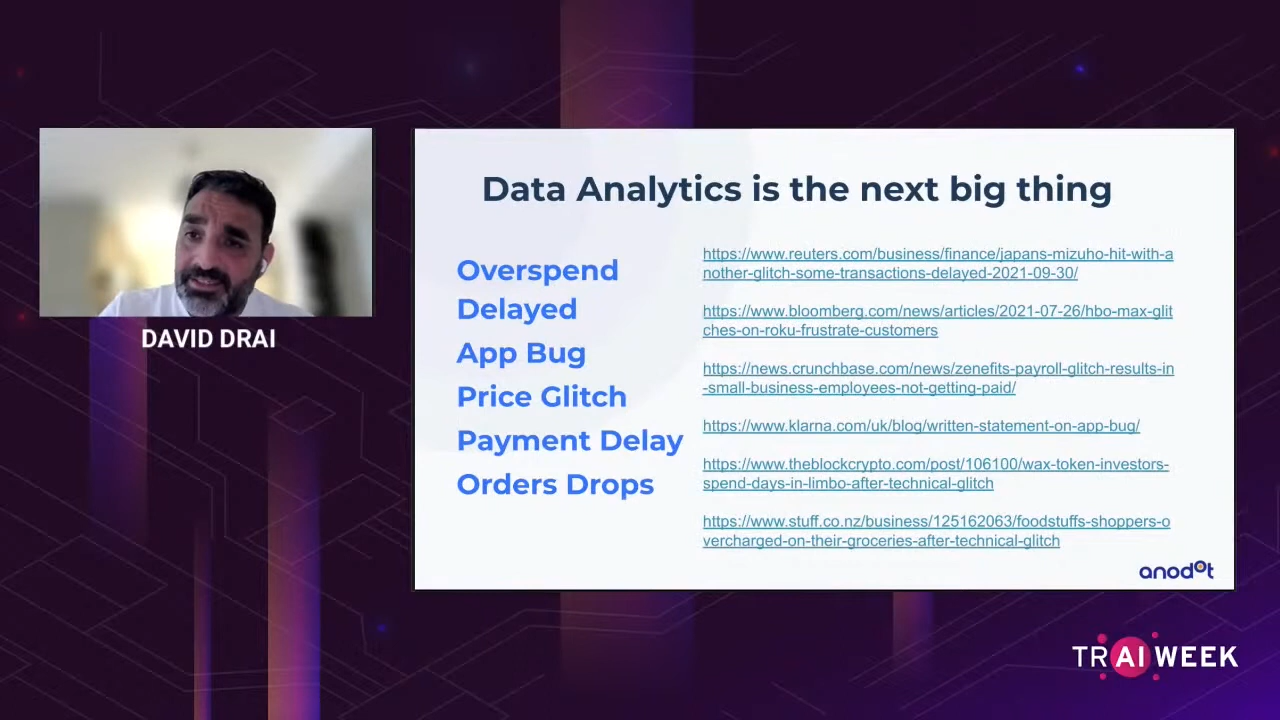 DAVID DRAI
Data Analytics is the next big thing
Overspend
Delayed
App Bug
Price Glitch
Payment Delay
Orders Drops
https://www.reuters.com/business/finance/japans-mizuho-hit-with-a
nother-glitch-some-transactions-delayed-2021-09-30/
https://www.bloomberg.com/news/articles/2021-07-26/hbo-max-glit
ches-on-roku-frustrate-customers
https://news.crunchbase.com/news/zenefits-payroll-glitch-results-in
-small-business-employees-not-getting-paid/
https://www.klarna.com/uk/blog/written-statement-on-app-bug/
https://www.theblockcrypto.com/post/106100/wax-token-investors-
spend-days-in-limbo-after-technical-glitch
https://www.stuff.co.nz/business/125162063/foodstuffs-shoppers-o
vercharged-on-their-groceries-after-technical-glitch
anodot
TRAI WEEK